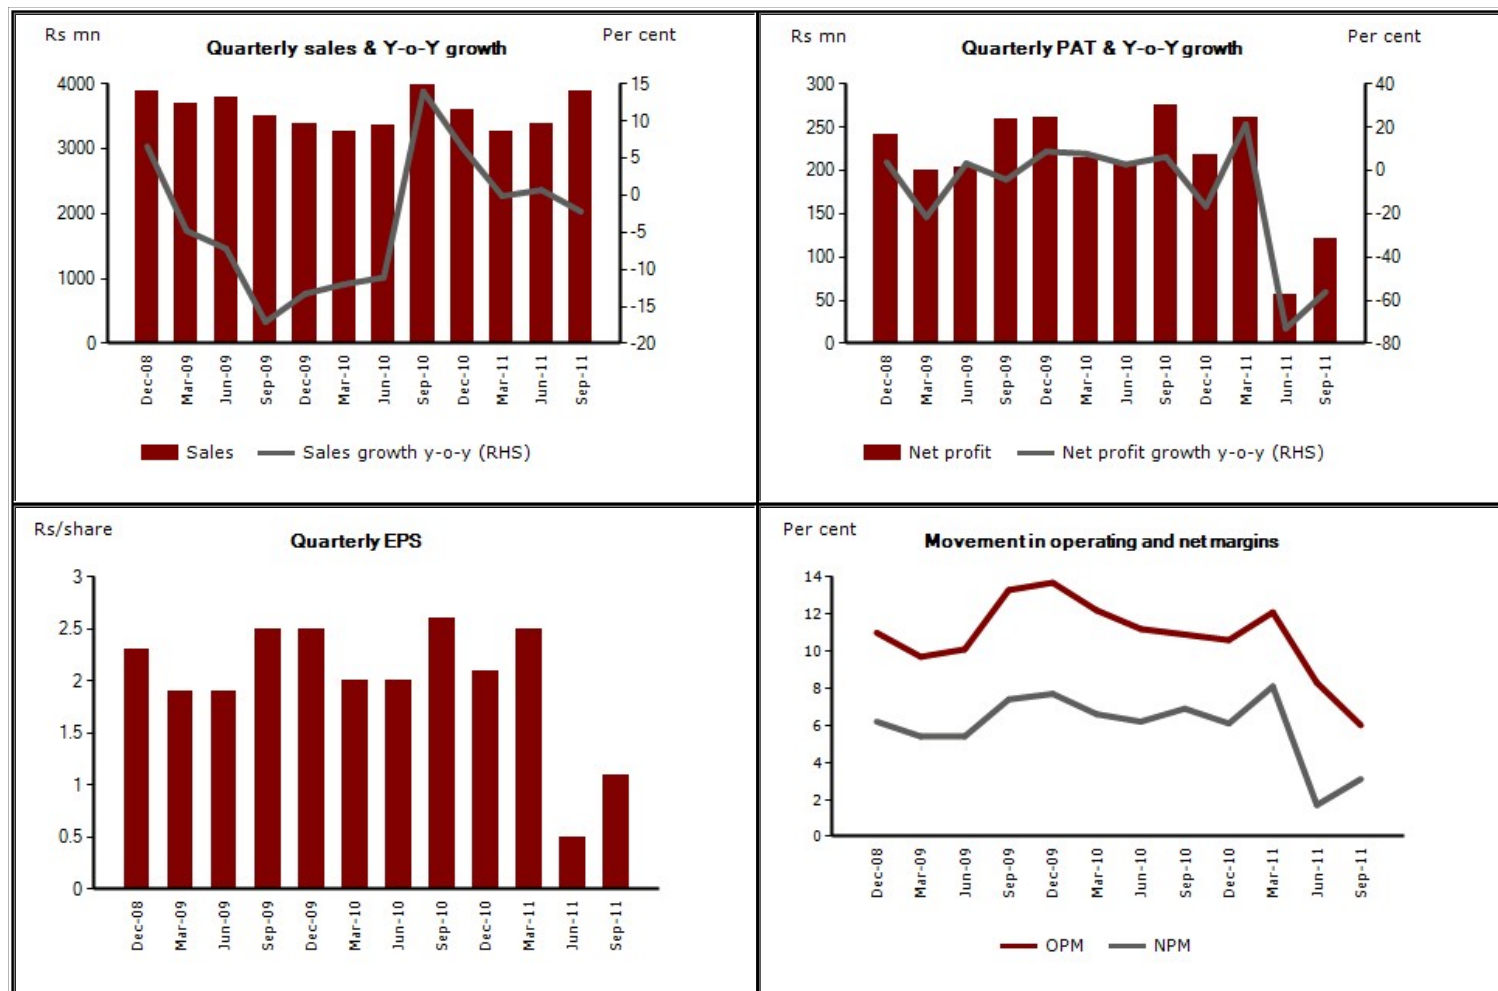 Rs mn
Quarterly sales & Y-o-Y growth
Per cent
4000
3000
2000
1000
0
15
10
5
0
-5
-10
-15
-20
Dec-08
Mar-09
Jun-09
Sep-09
Dec-09
Mar-10
Jun-10
Sep-10
Dec-10
Mar-11
Jun-11
Sep-11
Sales
Sales growth y-o-y (RHS)
Rs mn
Quarterly PAT & Y-o-Y growth
Per cent
300
250
200
150
100
50
0
40
20
0
-20
-40
-60
-80
Dec-08
Mar-09
Jun-09
Sep-09
Dec-09
Mar-10
Jun-10
Sep-10
Dec-10
Mar-11
Jun-11
Sep-11
Net profit
Net profit growth y-o-y (RHS)
Rs/share
Quarterly EPS
3
2.5
2
1.5
1
0.5
0
Dec-08
Mar-09
Jun-09
Sep-09
Dec-09
Mar-10
Jun-10
Sep-10
Dec-10
Mar-11
Jun-11
Sep-11
Per cent
Movement in operating and net margins
14
12
10
8
6
4
2
0
Dec-08
Mar-09
Jun-09
Sep-09
Dec-09
Mar-10
Jun-10
Sep-10
Dec-10
Mar-11
Jun-11
Sep-11
OPM
NPM